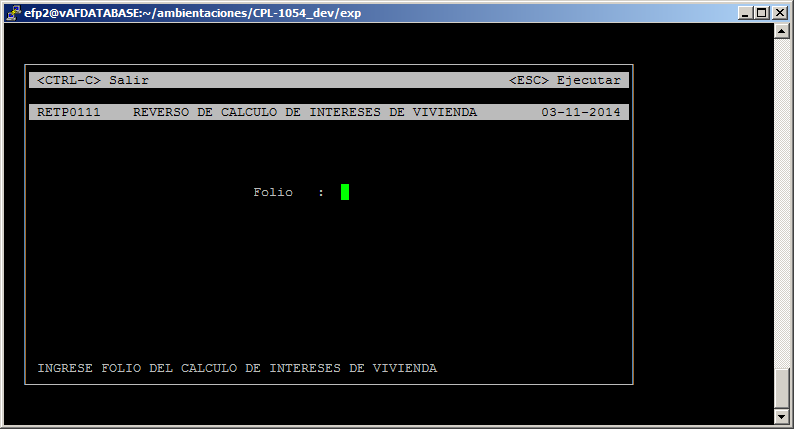 efp2@vAFDATABASE:~/ambientaciones/CPL-1054_dev/exp
<CTRL-C> Salir <ESC> Ejecutar
RETP0111 REVERSO DE CALCULO DE INTERESES DE VIVIENDA 03-11-2014
Folio :
INGRESE FOLIO DEL CALCULO DE INTERESES DE VIVIENDA